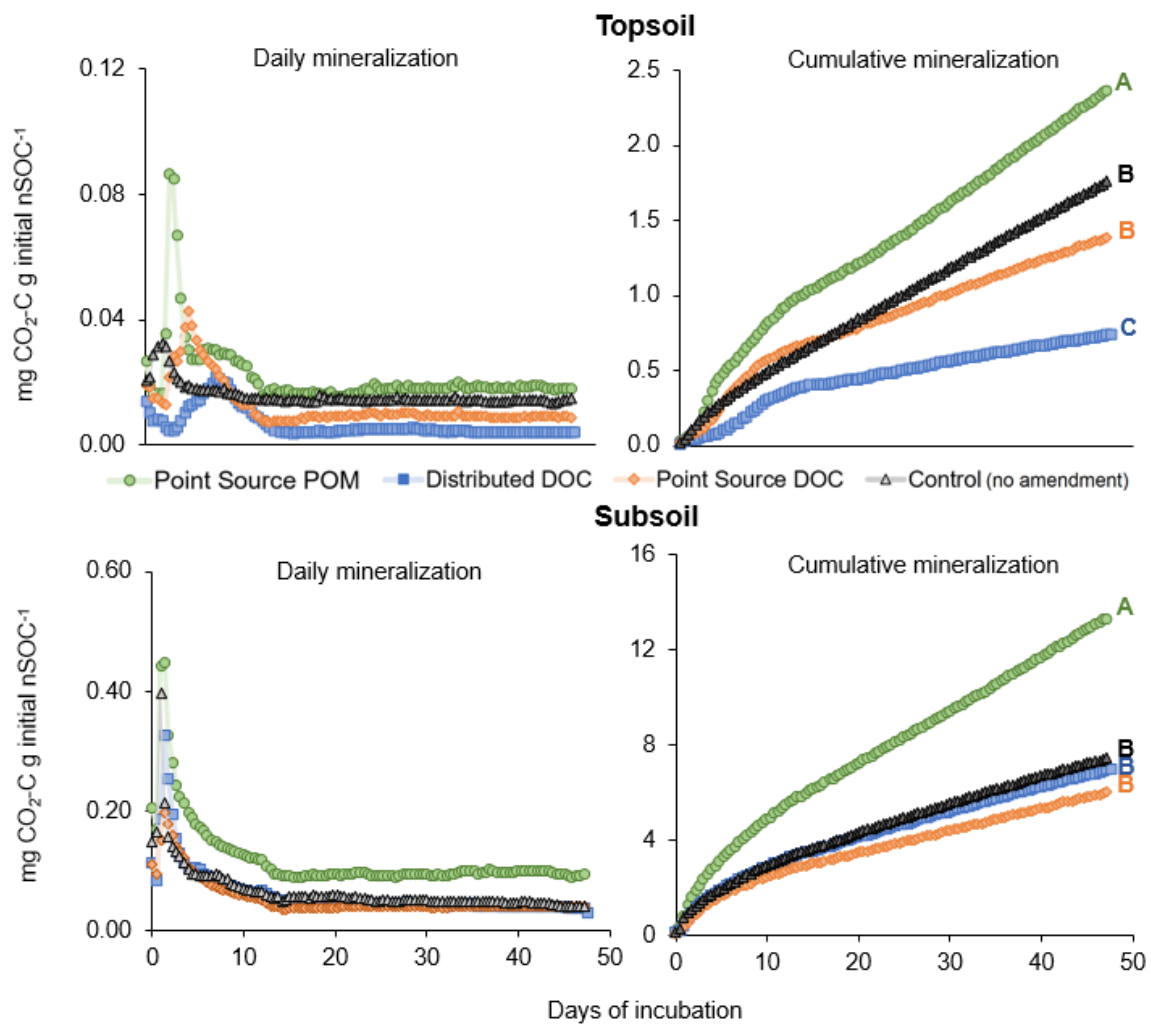 Topsoil
Daily mineralization
Cumulative mineralization
mg CO₂-C g initial nSOC⁻¹
0.12
0.08
0.04
0.00
2.5
2.0
1.5
1.0
0.5
0.0
A
B
B
C
Point Source POM Distributed DOC Point Source DOC Control (no amendment)
Subsoil
Daily mineralization
Cumulative mineralization
mg CO₂-C g initial nSOC⁻¹
0.60
0.40
0.20
0.00
0 10 20 30 40 50
16
12
8
4
0
0 10 20 30 40 50
A
B
B
B
Days of incubation